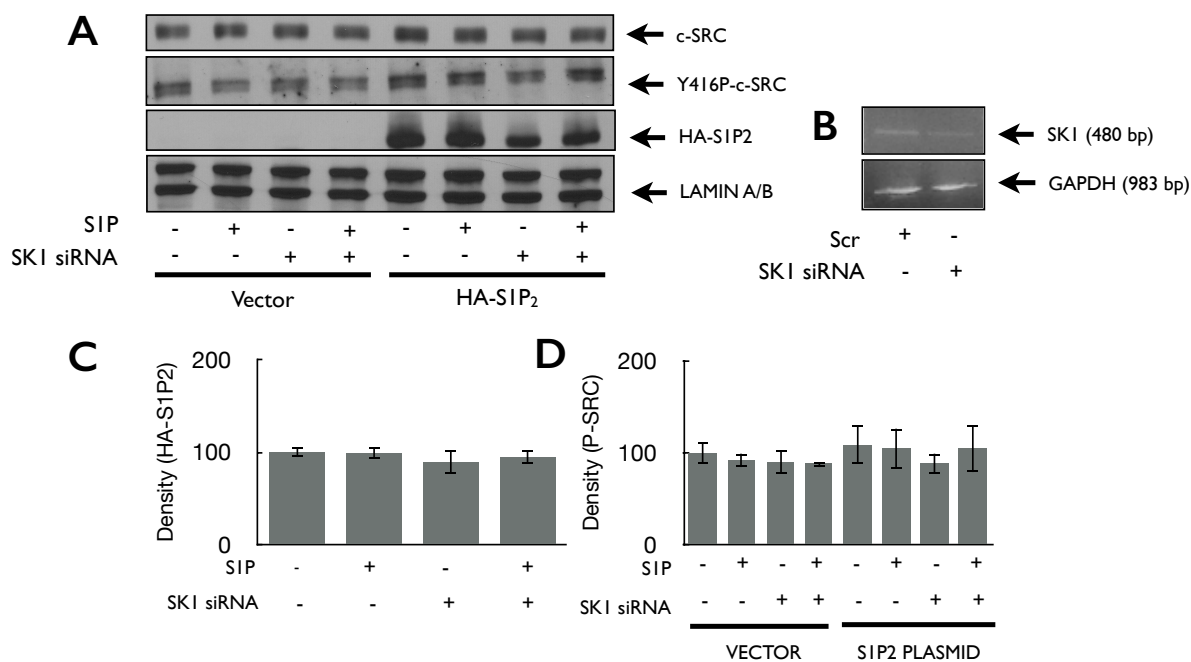 A
c-SRC
Y416P-c-SRC
HA-S1P2
LAMIN A/B
S1P - + - + - + - +
SK1 siRNA - - + + - - + +
Vector HA-S1P₂
B
SK1 (480 bp)
GAPDH (983 bp)
Scr + -
SK1 siRNA - +
C
Density (HA-S1P2)
200
100
0
S1P - + - +
SK1 siRNA - - + +
D
Density (P-SRC)
200
100
0
S1P - + - + - + - +
SK1 siRNA - - + + - - + +
VECTOR S1P2 PLASMID